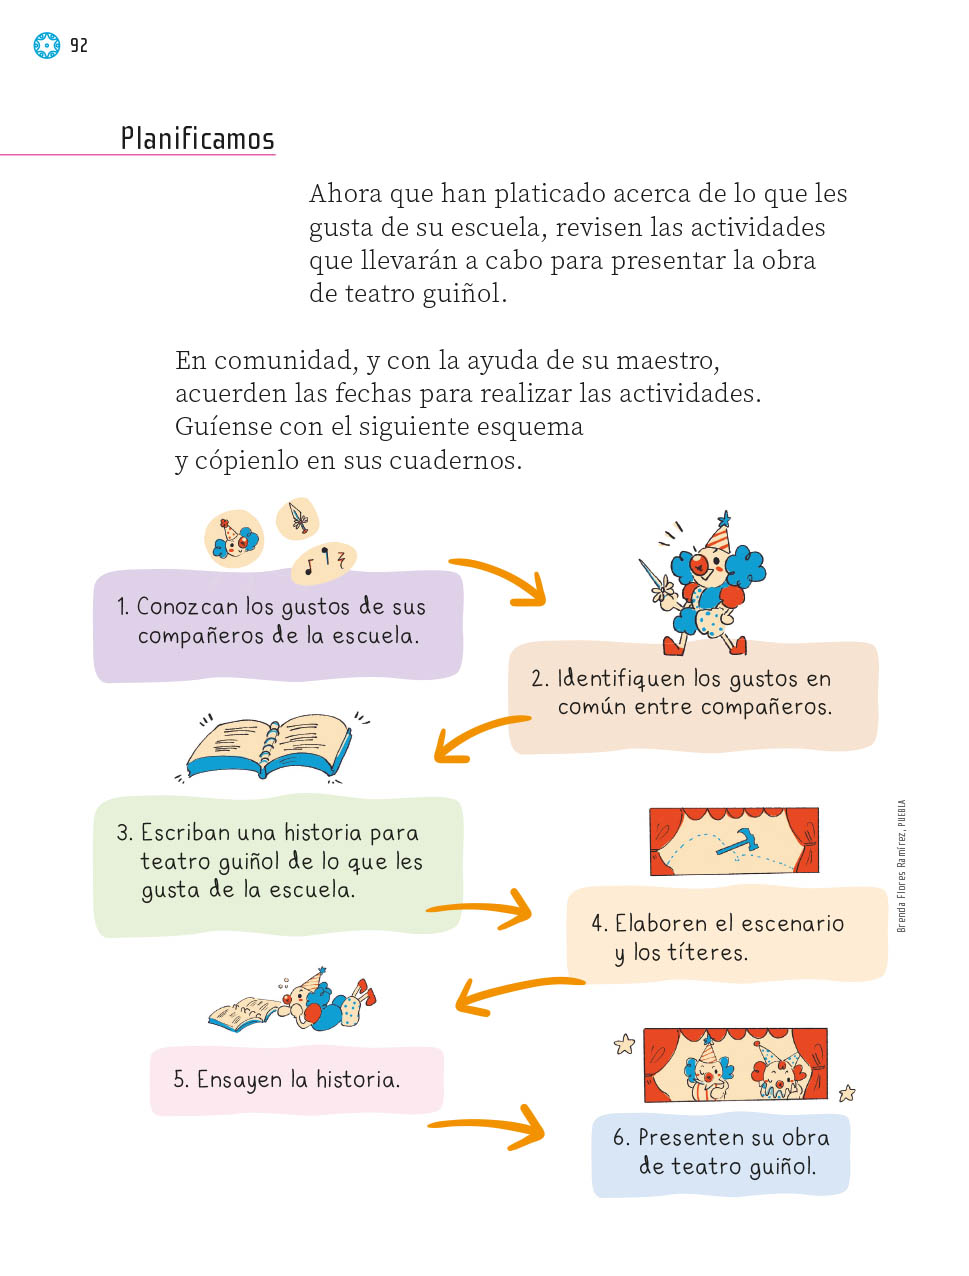 92
Planificamos
Ahora que han platicado acerca de lo que les
gusta de su escuela, revisen las actividades
que llevarán a cabo para presentar la obra
de teatro guiñol.
En comunidad, y con la ayuda de su maestro,
acuerden las fechas para realizar las actividades.
Guíense con el siguiente esquema
y cópienlo en sus cuadernos.
1. Conozcan los gustos de sus
compañeros de la escuela.
2. Identifiquen los gustos en
común entre compañeros.
3. Escriban una historia para
teatro guiñol de lo que les
gusta de la escuela.
4. Elaboren el escenario
y los títeres.
5. Ensayen la historia.
6. Presenten su obra
de teatro guiñol.
Brenda Flores Ramírez, PUEBLA